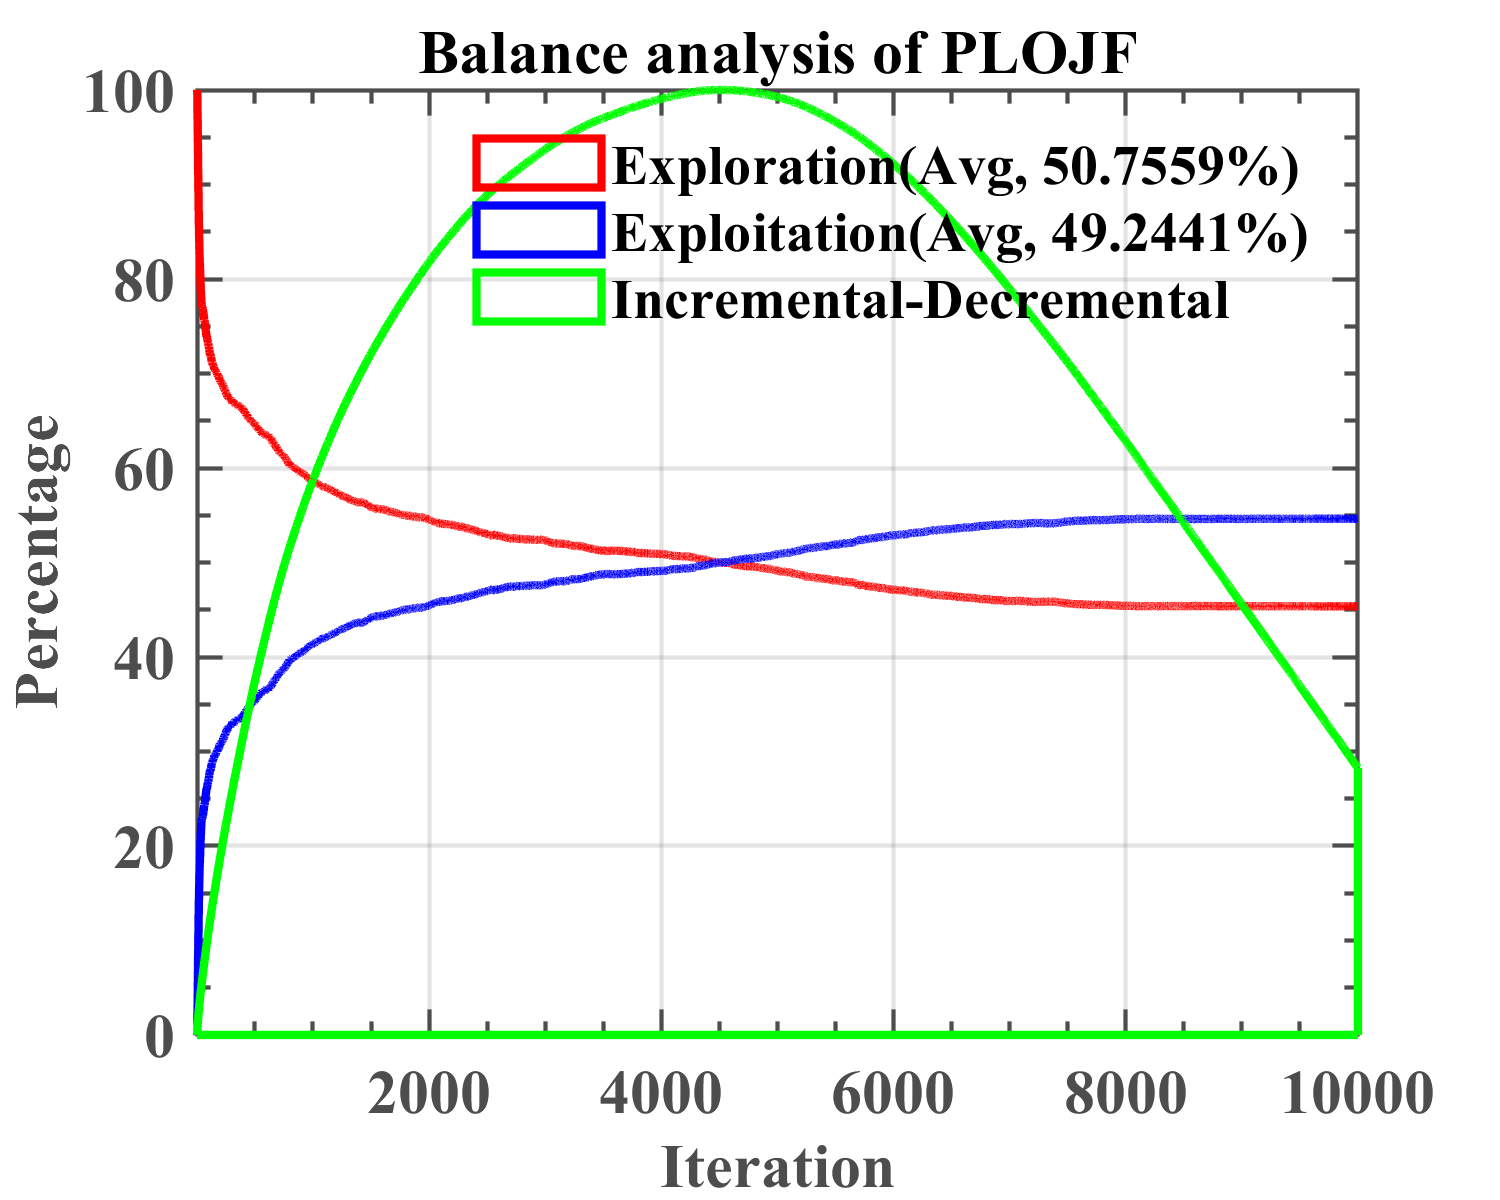 Balance analysis of PLOJF
100
80
60
40
20
0
Percentage
Exploration(Avg, 50.7559%)
Exploitation(Avg, 49.2441%)
Incremental-Decremental
2000 4000 6000 8000 10000
Iteration